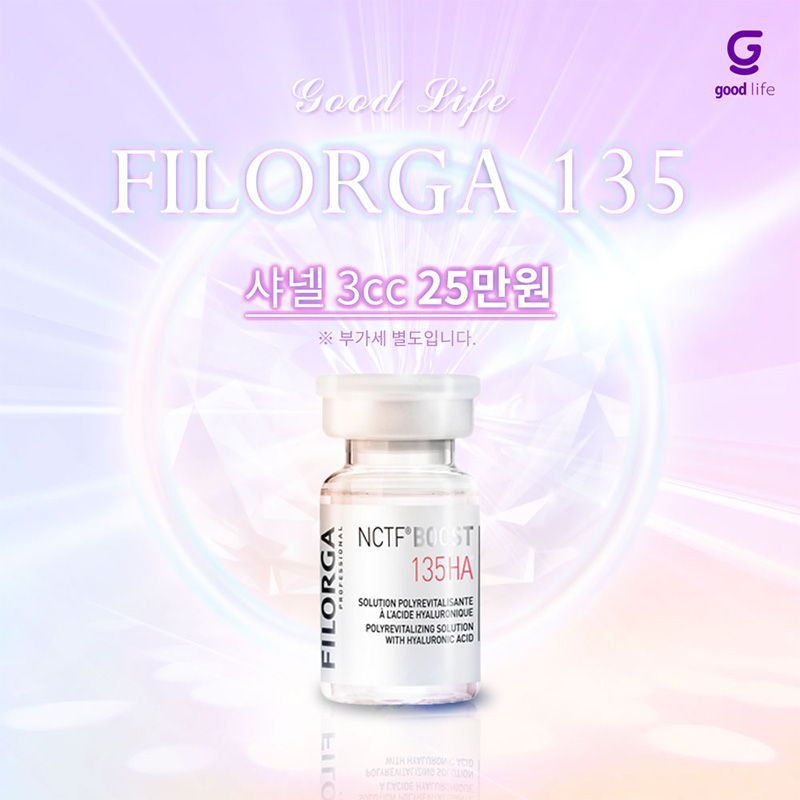 G
good life
Good Life
FILORGA 135
샤넬 3cc 25만원
※ 부가세 별도입니다.
FILORGA
PROFESSIONAL
NCTF® BOOST
135HA
SOLUTION POLYREVITALISANTE
À L'ACIDE HYALURONIQUE
POLYREVITALIZING SOLUTION
WITH HYALURONIC ACID